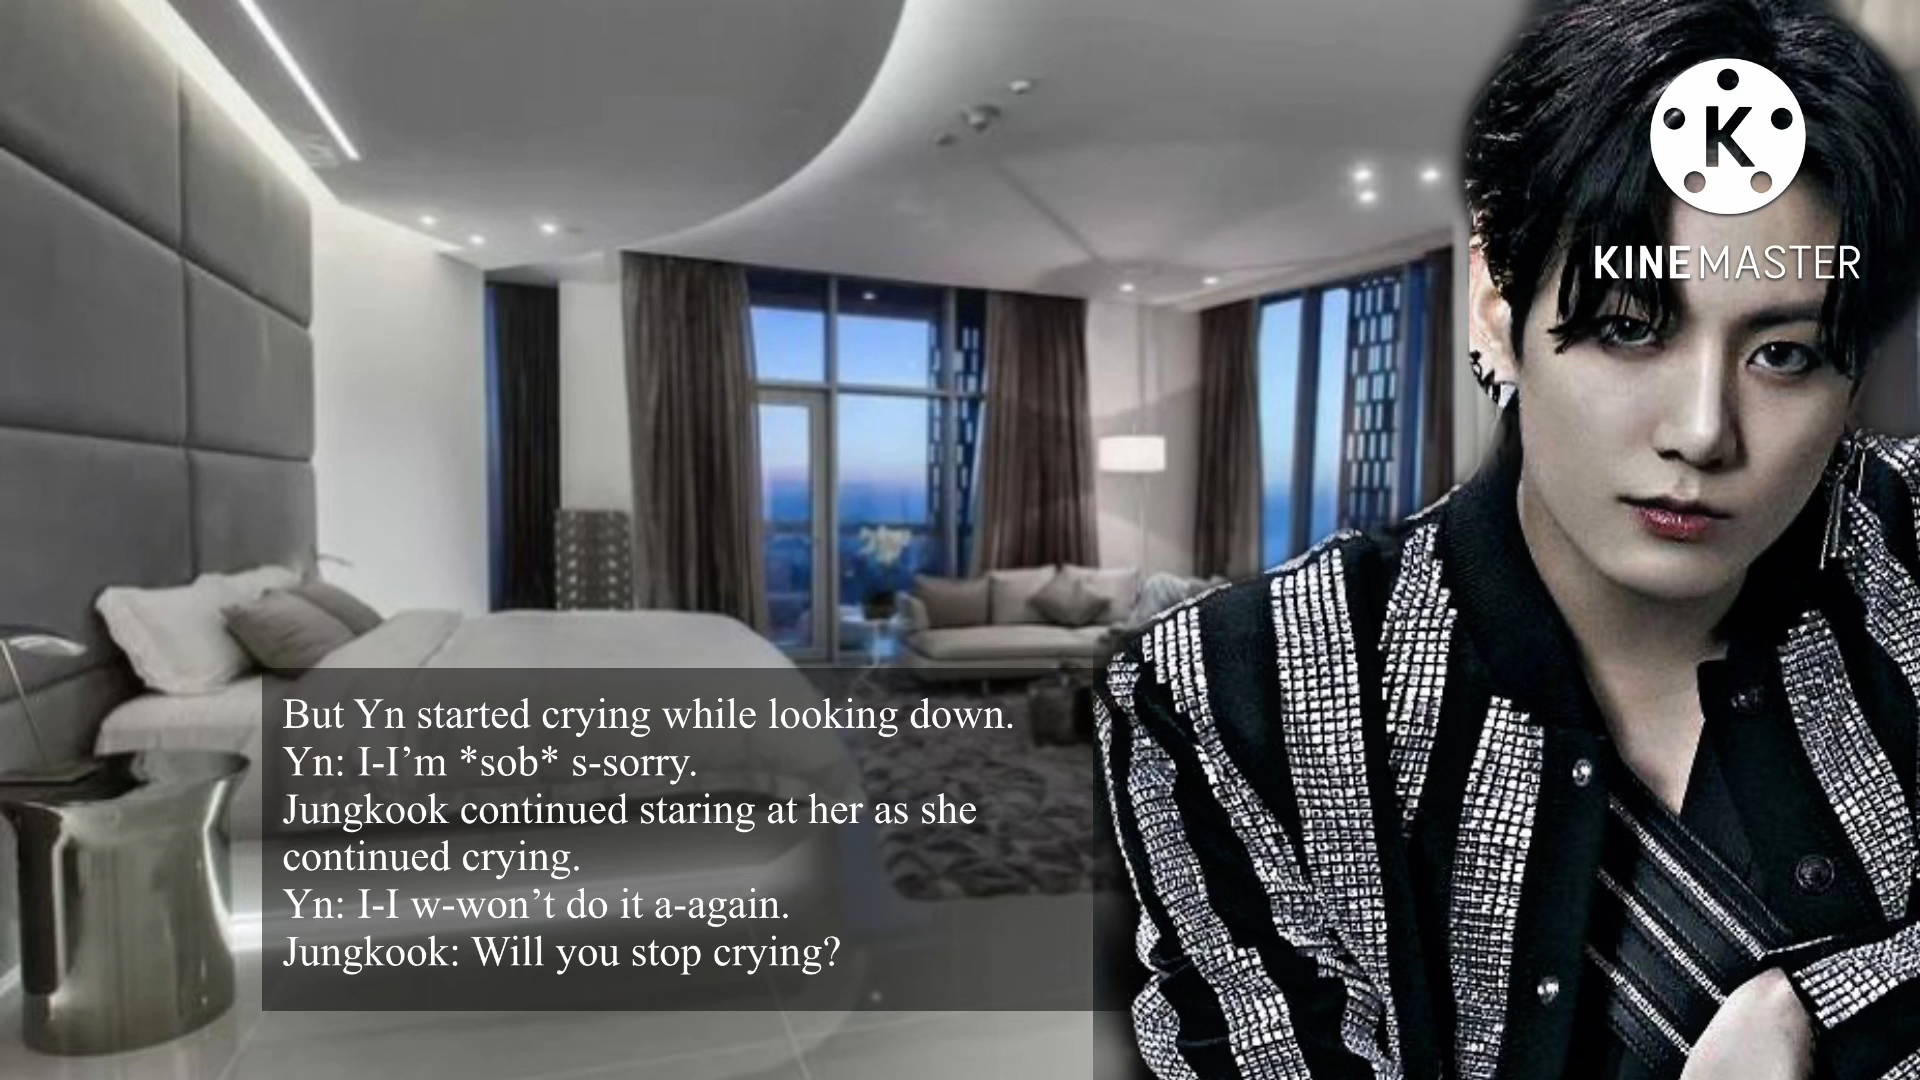 KINEMASTER
But Yn started crying while looking down.
Yn: I-I’m *sob* s-sorry.
Jungkook continued staring at her as she
continued crying.
Yn: I-I w-won’t do it a-again.
Jungkook: Will you stop crying?